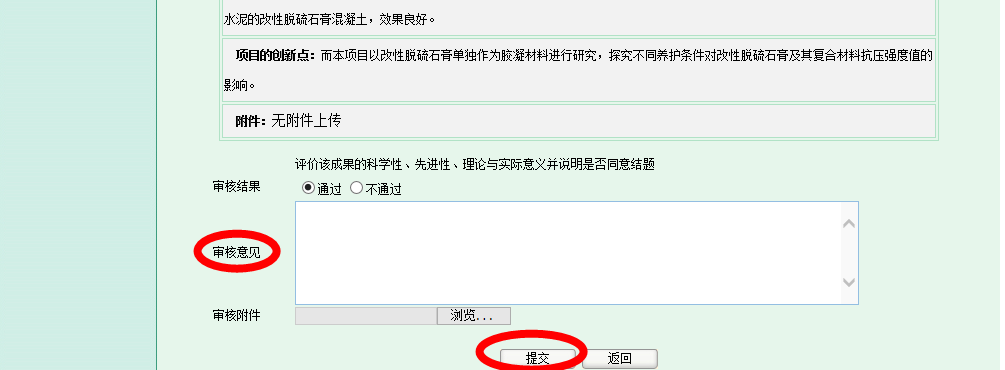 水泥的改性脱硫石膏混凝土，效果良好。
项目的创新点：而本项目以改性脱硫石膏单独作为胶凝材料进行研究，探究不同养护条件对改性脱硫石膏及其复合材料抗压强度值的
影响。
附件：无附件上传
评价该成果的科学性、先进性、理论与实际意义并说明是否同意结题
审核结果 通过 不通过
审核意见
审核附件 浏览...
提交 返回